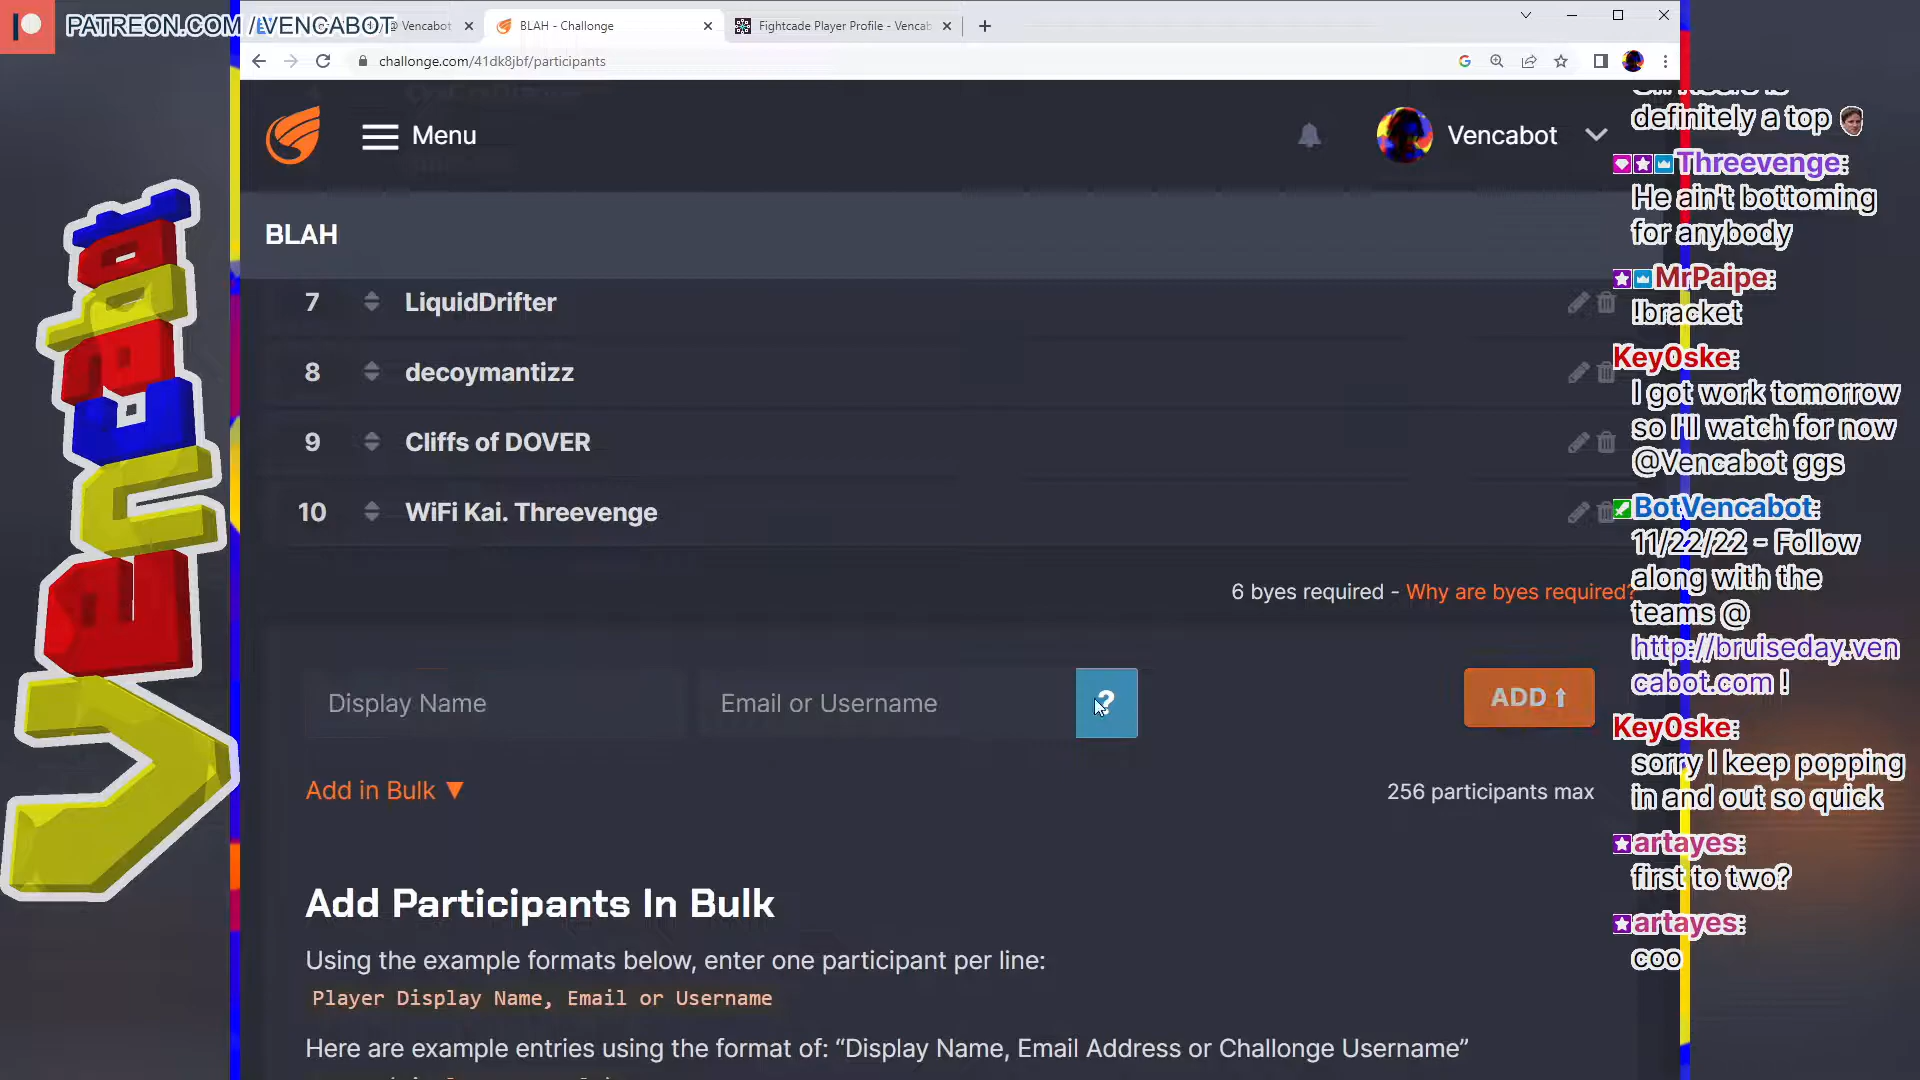 PATREON.COM/VENCABOT
@ Vencabot
BLAH - Challonge
Fightcade Player Profile - Vencab
challonge.com/41dk8jbf/participants
Menu
Vencabot
BLAH
7 LiquidDrifter
8 decoymantizz
9 Cliffs of DOVER
10 WiFi Kai. Threevenge
6 byes required - Why are byes required?
Display Name
Email or Username
?
ADD
Add in Bulk ▼
256 participants max
Add Participants In Bulk
Using the example formats below, enter one participant per line:
Player Display Name, Email or Username
Here are example entries using the format of: “Display Name, Email Address or Challonge Username”
Vencabot
definitely a top
Threevenge:
He ain't bottoming
for anybody
MrPaipe:
!bracket
KeyOske:
I got work tomorrow
so I'll watch for now
@Vencabot ggs
BotVencabot:
11/22/22 - Follow
along with the
teams @
http://bruiseday.ven
cabot.com !
KeyOske:
sorry I keep popping
in and out so quick
artayes:
first to two?
artayes:
coo